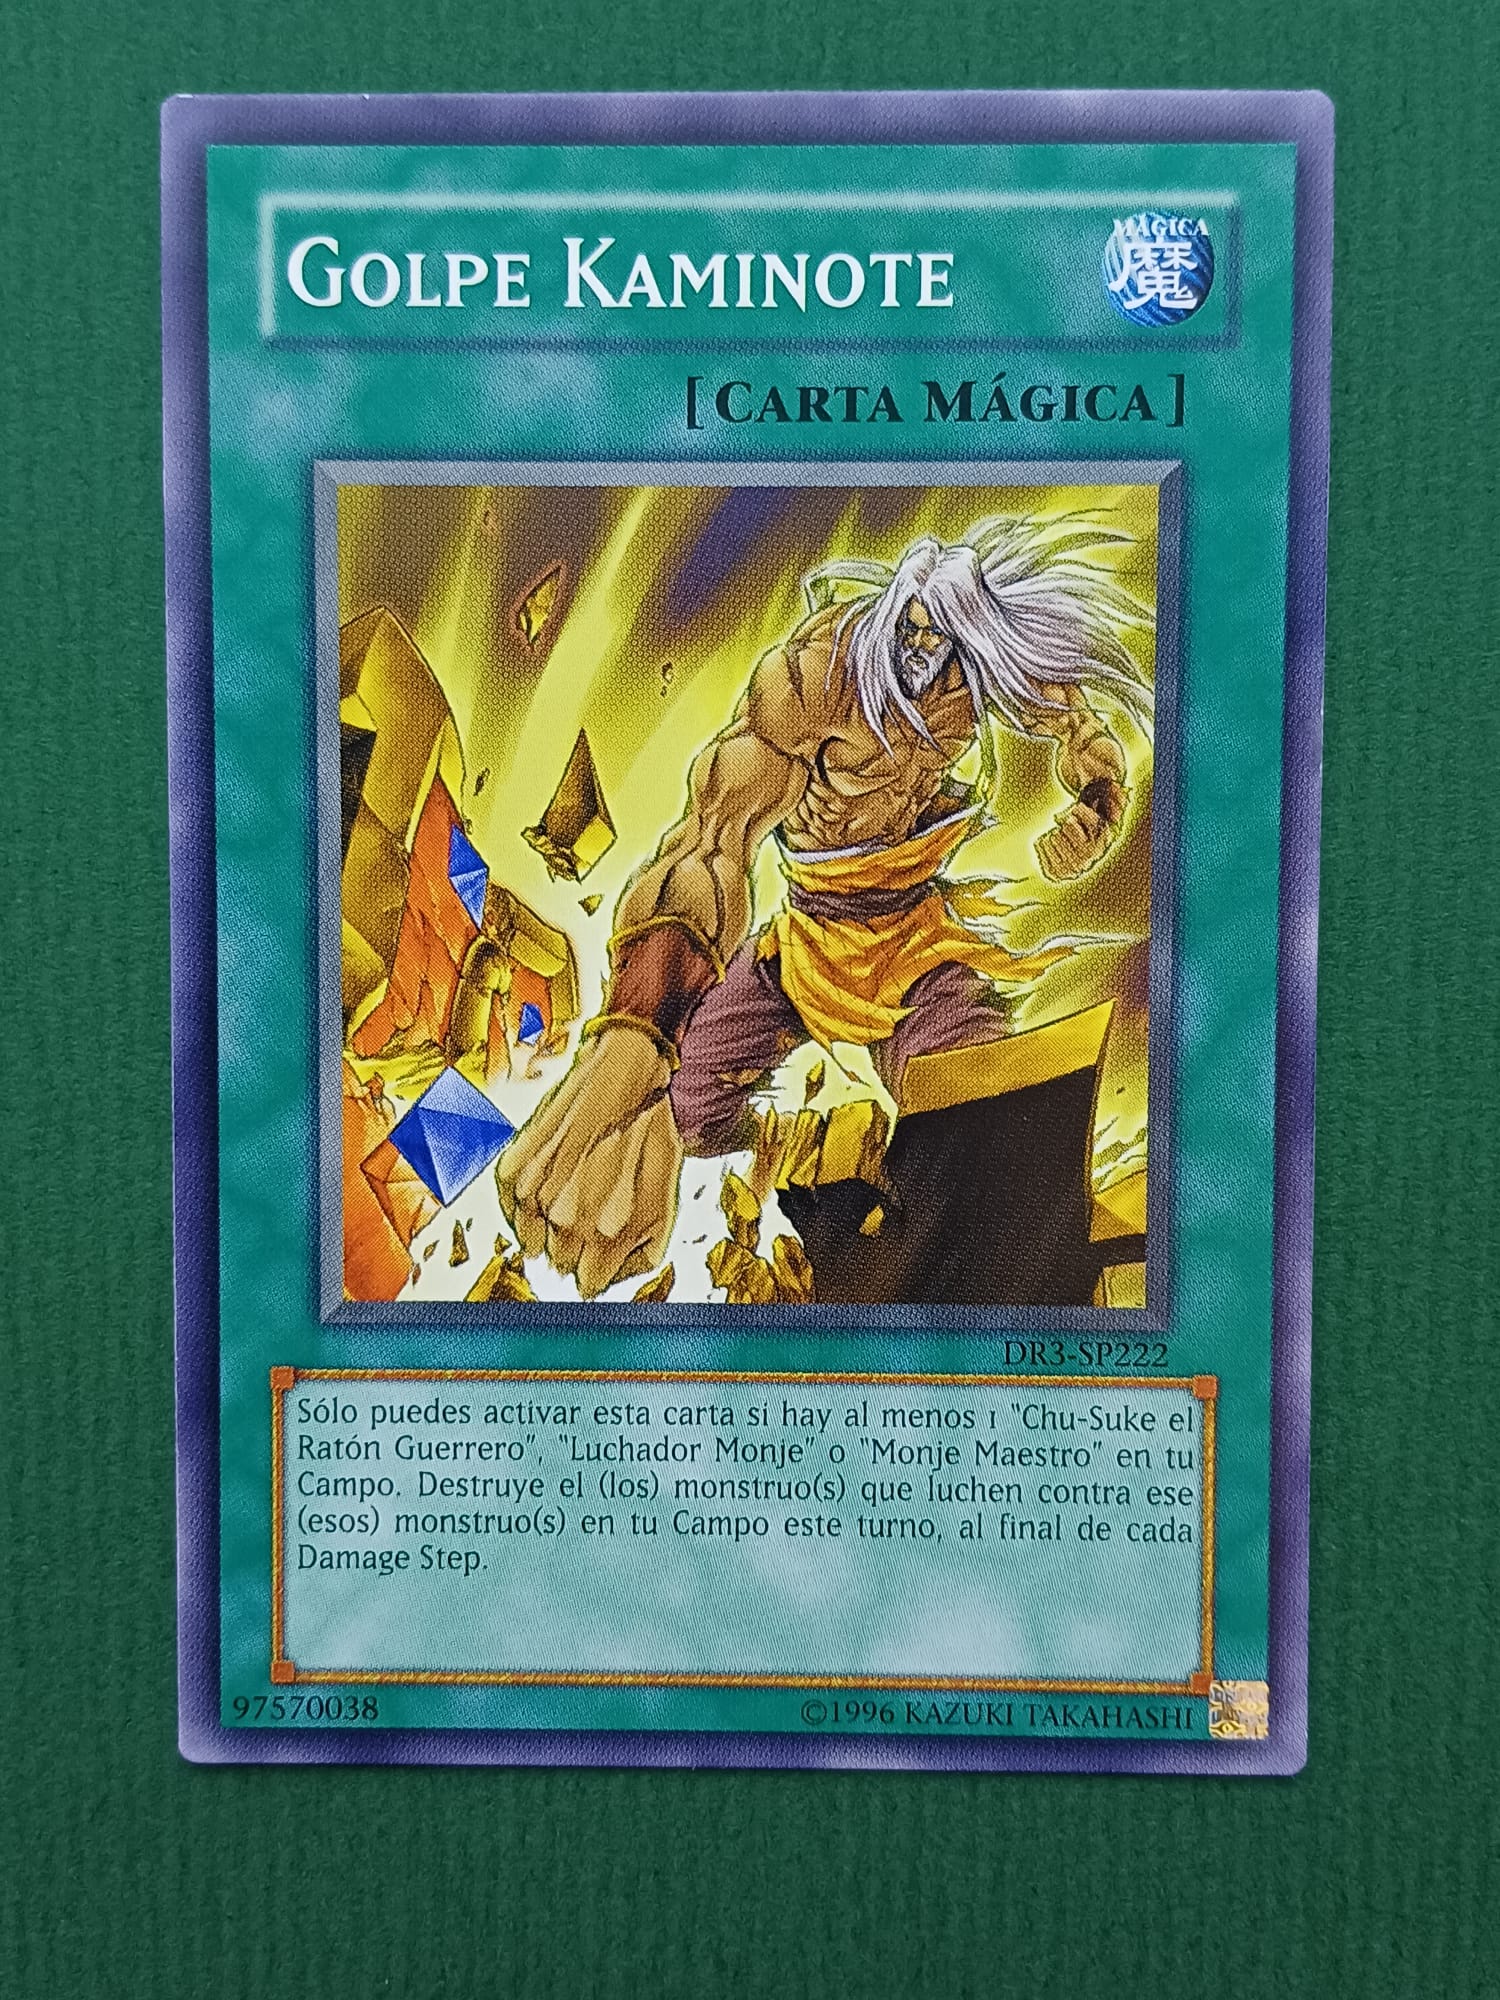 GOLPE KAMINOTE
MÁGICA
魔
[CARTA MÁGICA]
DR3-SP222
Sólo puedes activar esta carta si hay al menos 1 "Chu-Suke el
Ratón Guerrero", "Luchador Monje" o "Monje Maestro" en tu
Campo. Destruye el (los) monstruo(s) que luchen contra ese
(esos) monstruo(s) en tu Campo este turno, al final de cada
Damage Step.
97570038
©1996 KAZUKI TAKAHASHI